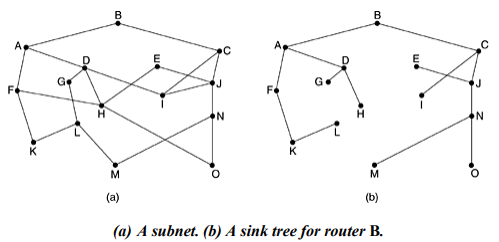 B B
A C A C
D E D E
G J G J
F H I F H I
N N
L L
K K
M O M O
(a) (b)
(a) A subnet. (b) A sink tree for router B.